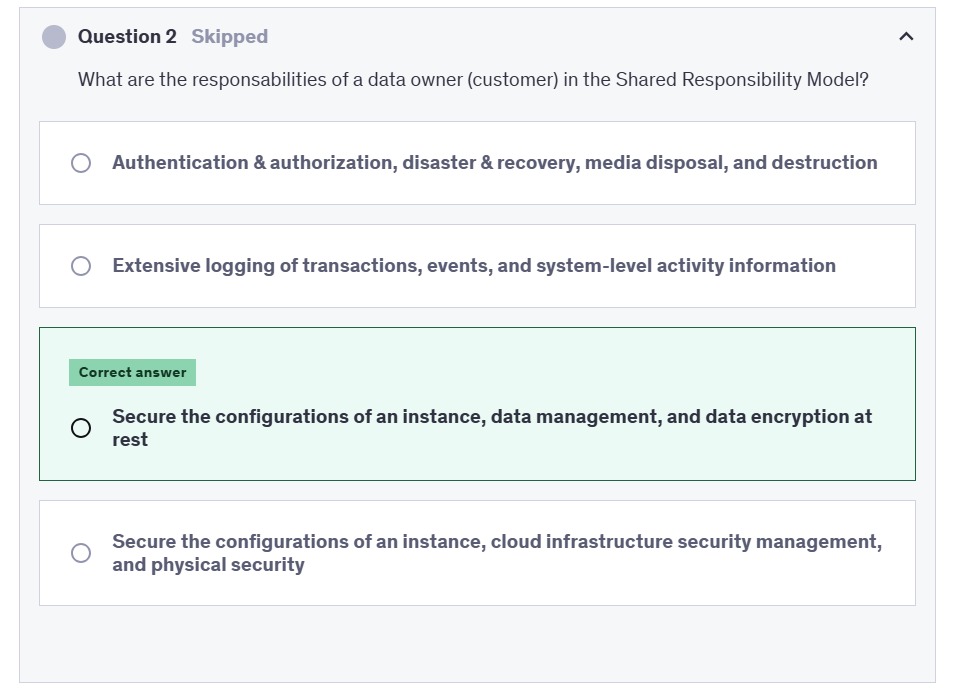 Question 2 Skipped
What are the responsabilities of a data owner (customer) in the Shared Responsibility Model?
Authentication & authorization, disaster & recovery, media disposal, and destruction
Extensive logging of transactions, events, and system-level activity information
Correct answer
Secure the configurations of an instance, data management, and data encryption at
rest
Secure the configurations of an instance, cloud infrastructure security management,
and physical security